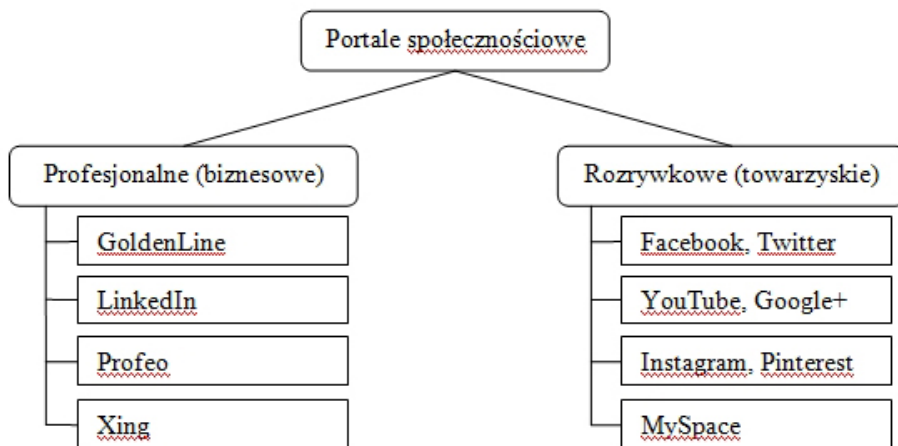 Portale społecznościowe
Profesjonalne (biznesowe)
GoldenLine
LinkedIn
Profeo
Xing
Rozrywkowe (towarzyskie)
Facebook, Twitter
YouTube, Google+
Instagram, Pinterest
MySpace